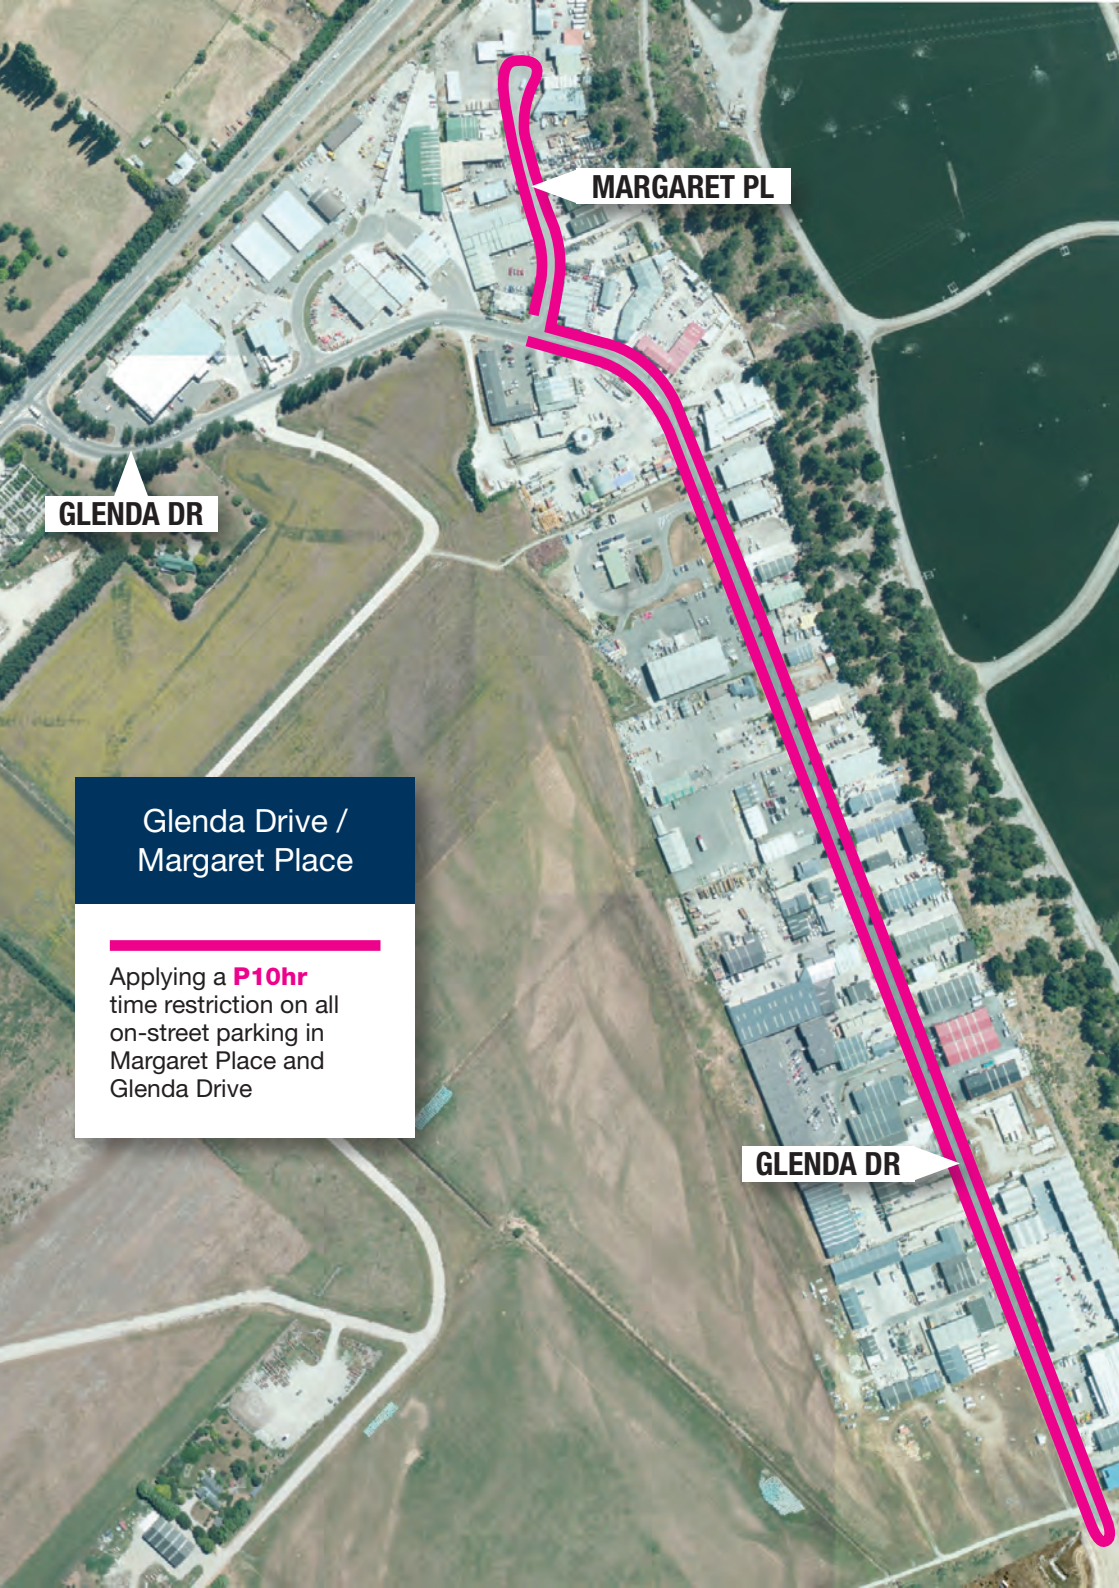 MARGARET PL
GLENDA DR
Glenda Drive /
Margaret Place
Applying a P10hr
time restriction on all
on-street parking in
Margaret Place and
Glenda Drive
GLENDA DR